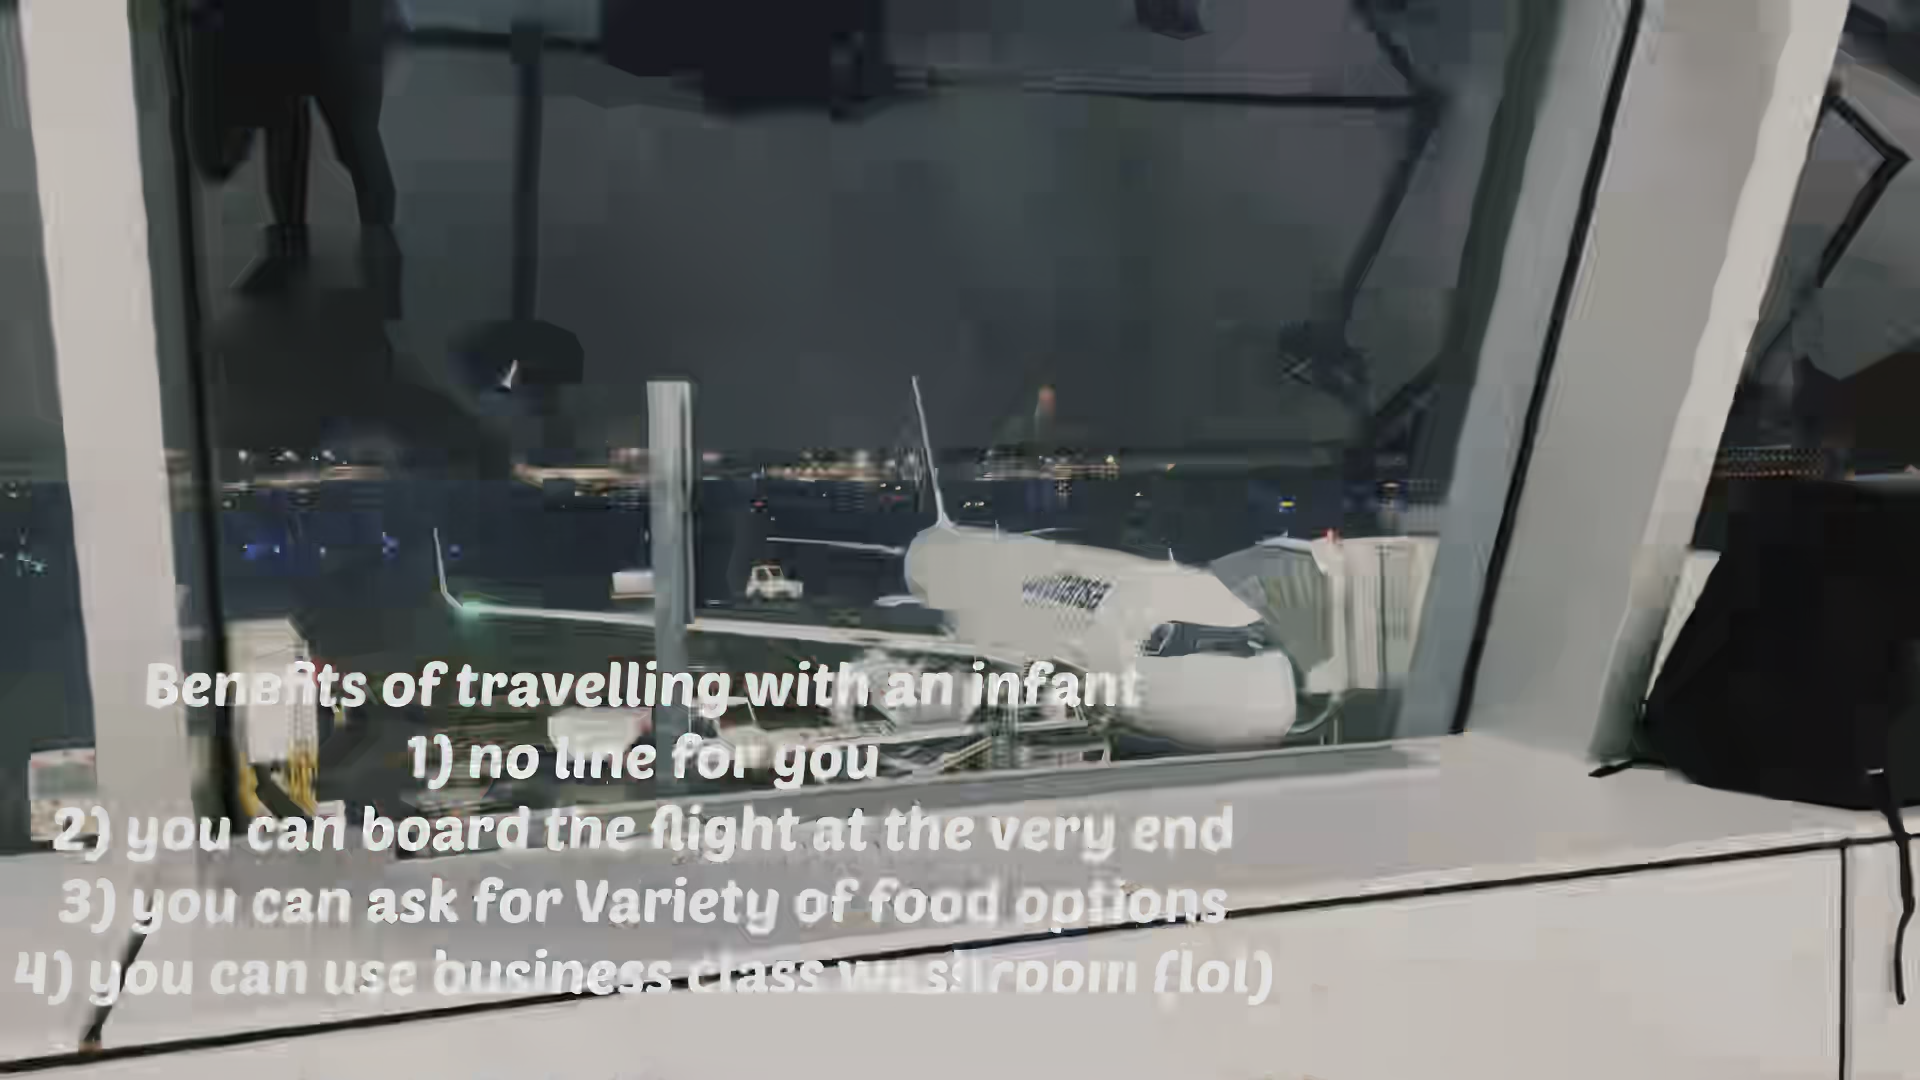 Benefits of travelling with an infant
1) no line for you
2) you can board the flight at the very end
3) you can ask for Variety of food options
4) you can use business class washroom (lol)